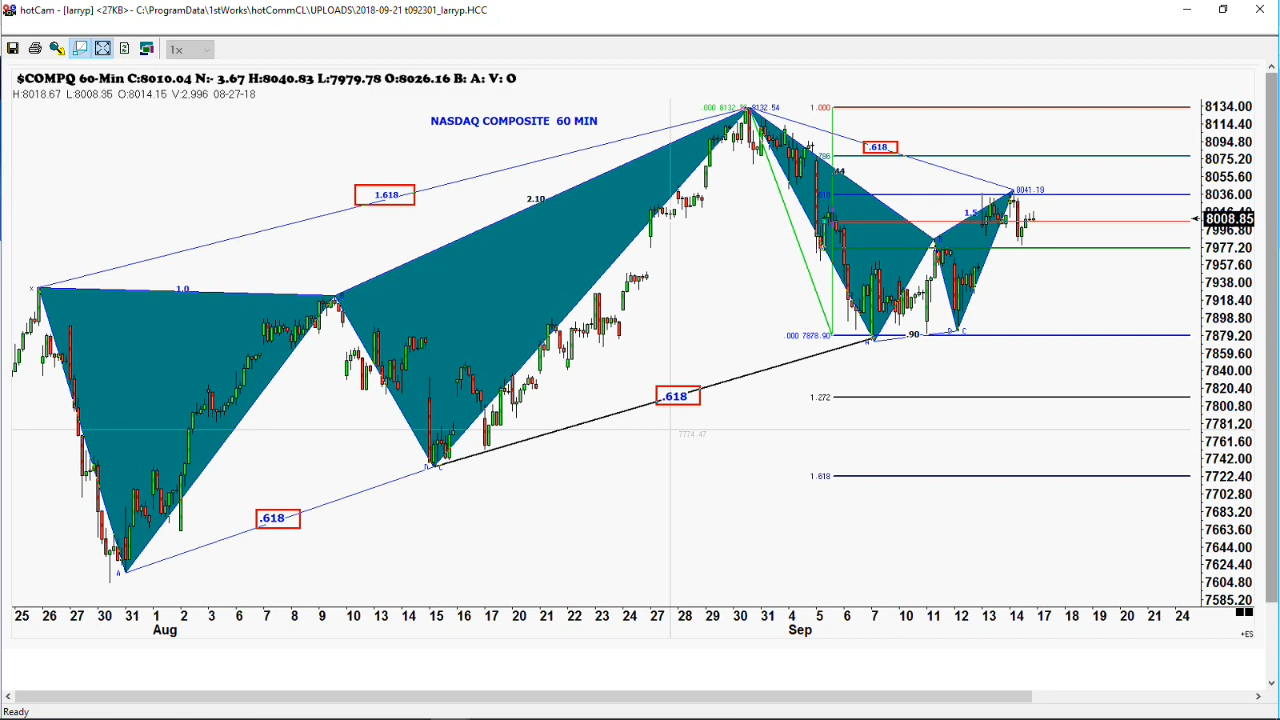 hotCam - [larryp] <27KB> - C:\ProgramData\1stWorks\hotCommCL\UPLOADS\2018-09-21 t092301_larryp.HCC
1x
$COMPQ 60-Min C:8010.04 N:- 3.67 H:8040.83 L:7979.78 O:8026.16 B: A: V: O
H:8018.67 L:8008.35 O:8014.15 V:2.996 08-27-18
NASDAQ COMPOSITE 60 MIN
8132.54
1.000
.618
8041.19
1.618
2.10
1.0
X
1.5
.90
D
C
.000 7878.90
.618
1.272
7774.47
1.618
.618
A
D
C
8134.00
8114.40
8094.80
8075.20
8055.60
8036.00
8008.85
7996.80
7977.20
7957.60
7938.00
7918.40
7898.80
7879.20
7859.60
7840.00
7820.40
7800.80
7781.20
7761.60
7742.00
7722.40
7702.80
7683.20
7663.60
7644.00
7624.40
7604.80
7585.20
25 26 27 30 31 1 2 3 6 7 8 9 10 13 14 15 16 17 20 21 22 23 24 27 28 29 30 31 4 5 6 7 10 11 12 13 14 17 18 19 20 21 24
Aug Sep
+ES
Ready